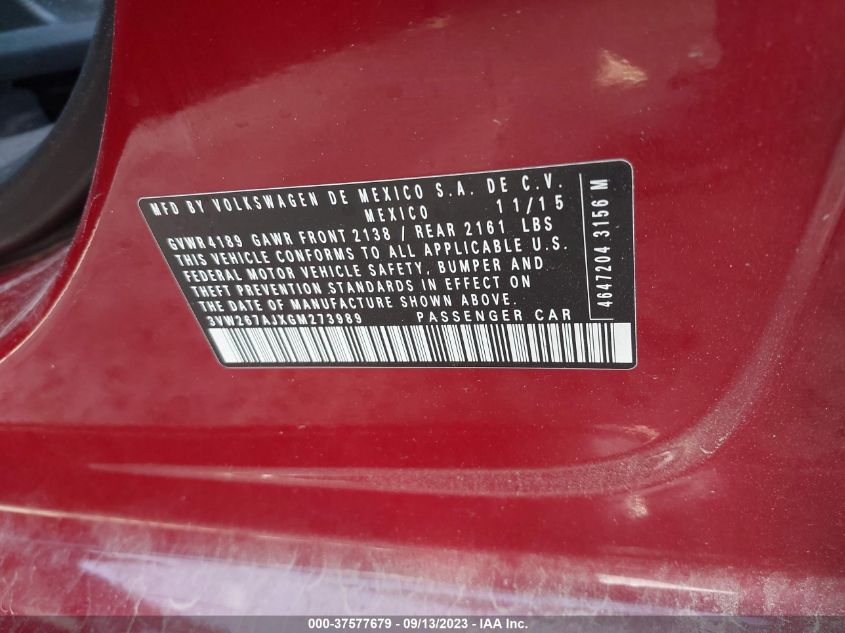 MFD BY VOLKSWAGEN DE MEXICO S.A. DE C.V.
MEXICO 11/15
GVWR4189 GAWR FRONT2138 / REAR 2161 LBS
THIS VEHICLE CONFORMS TO ALL APPLICABLE U.S.
FEDERAL MOTOR VEHICLE SAFETY, BUMPER AND
THEFT PREVENTION STANDARDS IN EFFECT ON
THE DATE OF MANUFACTURE SHOWN ABOVE.
3VW267AJXGM273989 PASSENGER CAR
4647204 3156 M
000-37577679 - 09/13/2023 - © IAA Inc.